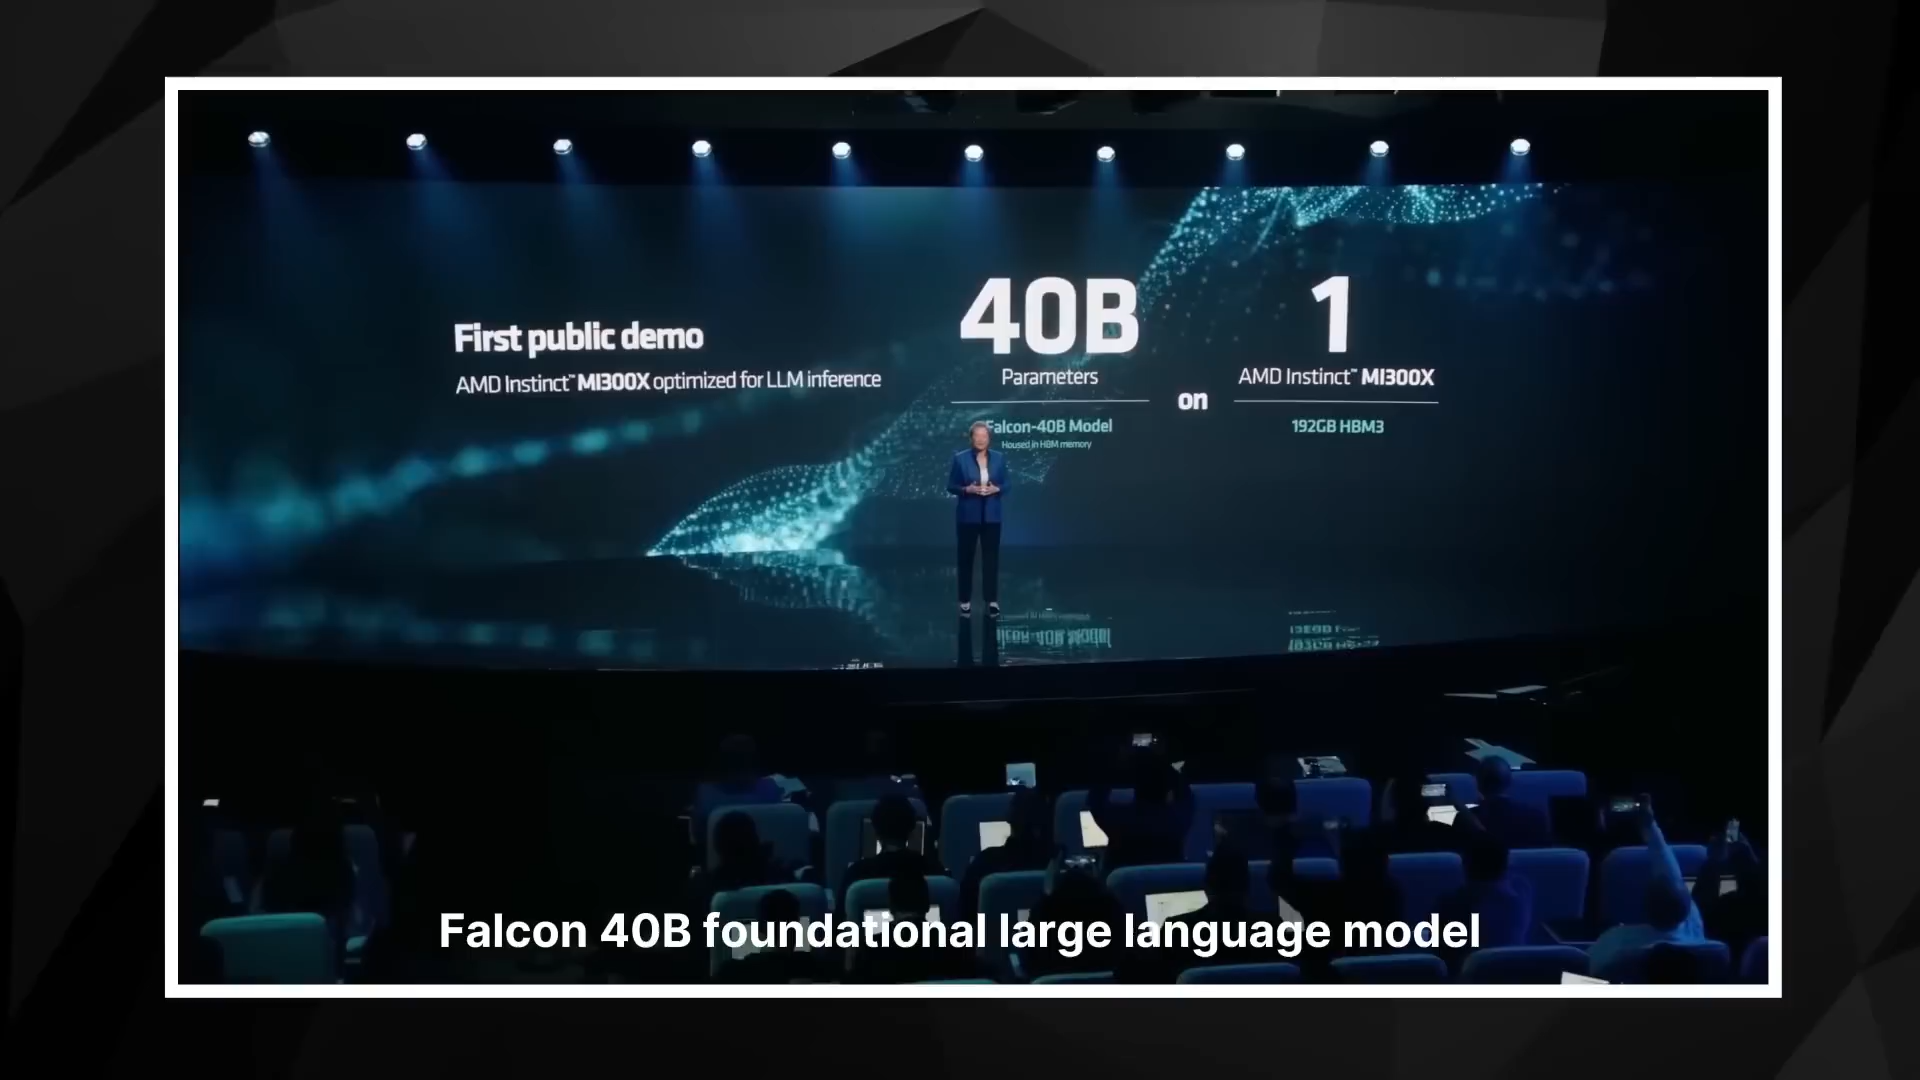 First public demo
AMD Instinct™ MI300X optimized for LLM inference
40B
Parameters
Falcon-40B Model
Housed in HBM memory
on
1
AMD Instinct™ MI300X
192GB HBM3
Falcon 40B foundational large language model